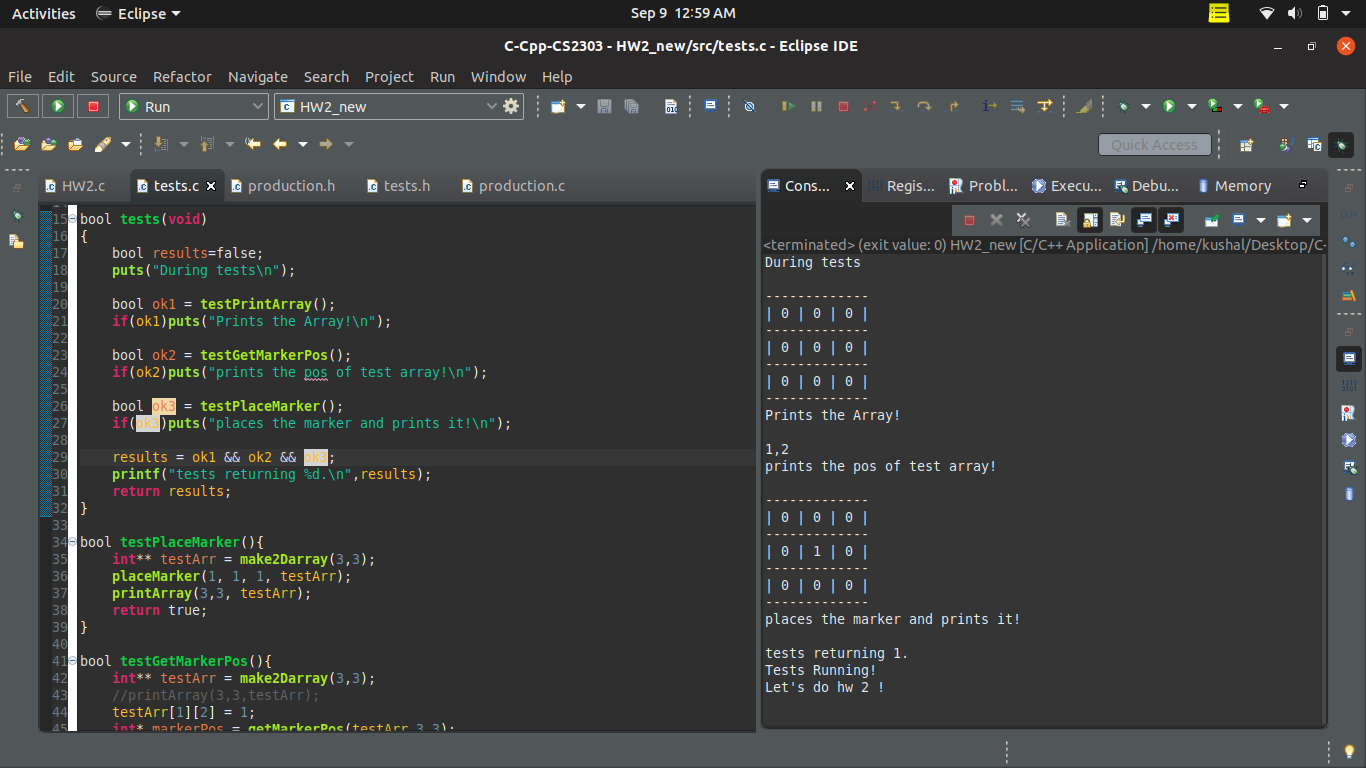 Activities Eclipse Sep 9 12:59 AM
C-Cpp-CS2303 - HW2_new/src/tests.c - Eclipse IDE
File Edit Source Refactor Navigate Search Project Run Window Help
Run HW2_new
Quick Access
HW2.c tests.c production.h tests.h production.c
15 bool tests(void)
16 {
17     bool results=false;
18     puts("During tests\n");
19
20     bool ok1 = testPrintArray();
21     if(ok1)puts("Prints the Array!\n");
22
23     bool ok2 = testGetMarkerPos();
24     if(ok2)puts("prints the pos of test array!\n");
25
26     bool ok3 = testPlaceMarker();
27     if(ok3)puts("places the marker and prints it!\n");
28
29     results = ok1 && ok2 && ok3;
30     printf("tests returning %d.\n",results);
31     return results;
32 }
33
34 bool testPlaceMarker(){
35     int** testArr = make2Darray(3,3);
36     placeMarker(1, 1, 1, testArr);
37     printArray(3,3, testArr);
38     return true;
39 }
40
41 bool testGetMarkerPos(){
42     int** testArr = make2Darray(3,3);
43     //printArray(3,3,testArr);
44     testArr[1][2] = 1;
45     int* markerPos = getMarkerPos(testArr,3,3);
Cons... Regis... Probl... Execu... Debu... Memory
<terminated> (exit value: 0) HW2_new [C/C++ Application] /home/kushal/Desktop/C-
During tests

-------------
| 0 | 0 | 0 |
-------------
| 0 | 0 | 0 |
-------------
| 0 | 0 | 0 |
-------------
Prints the Array!

1,2
prints the pos of test array!

-------------
| 0 | 0 | 0 |
-------------
| 0 | 1 | 0 |
-------------
| 0 | 0 | 0 |
-------------
places the marker and prints it!

tests returning 1.
Tests Running!
Let's do hw 2 !